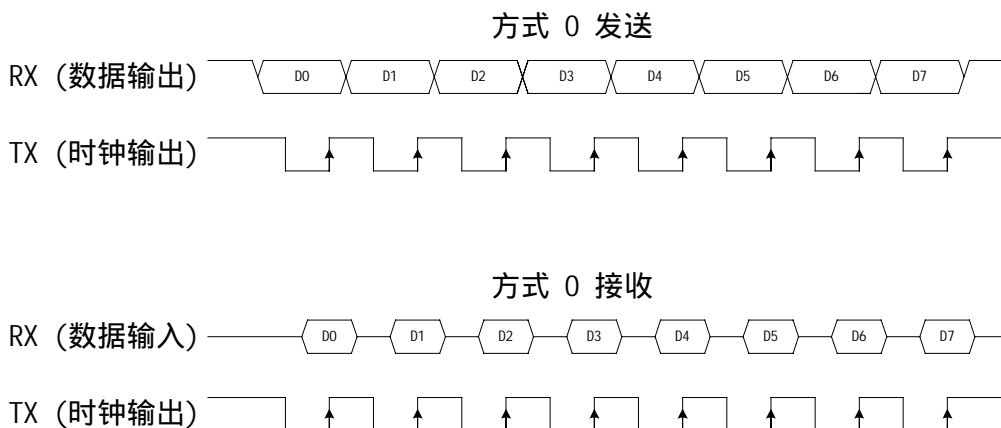 方式 0 发送
RX (数据输出) D0 D1 D2 D3 D4 D5 D6 D7
TX (时钟输出)
方式 0 接收
RX (数据输入) D0 D1 D2 D3 D4 D5 D6 D7
TX (时钟输出)